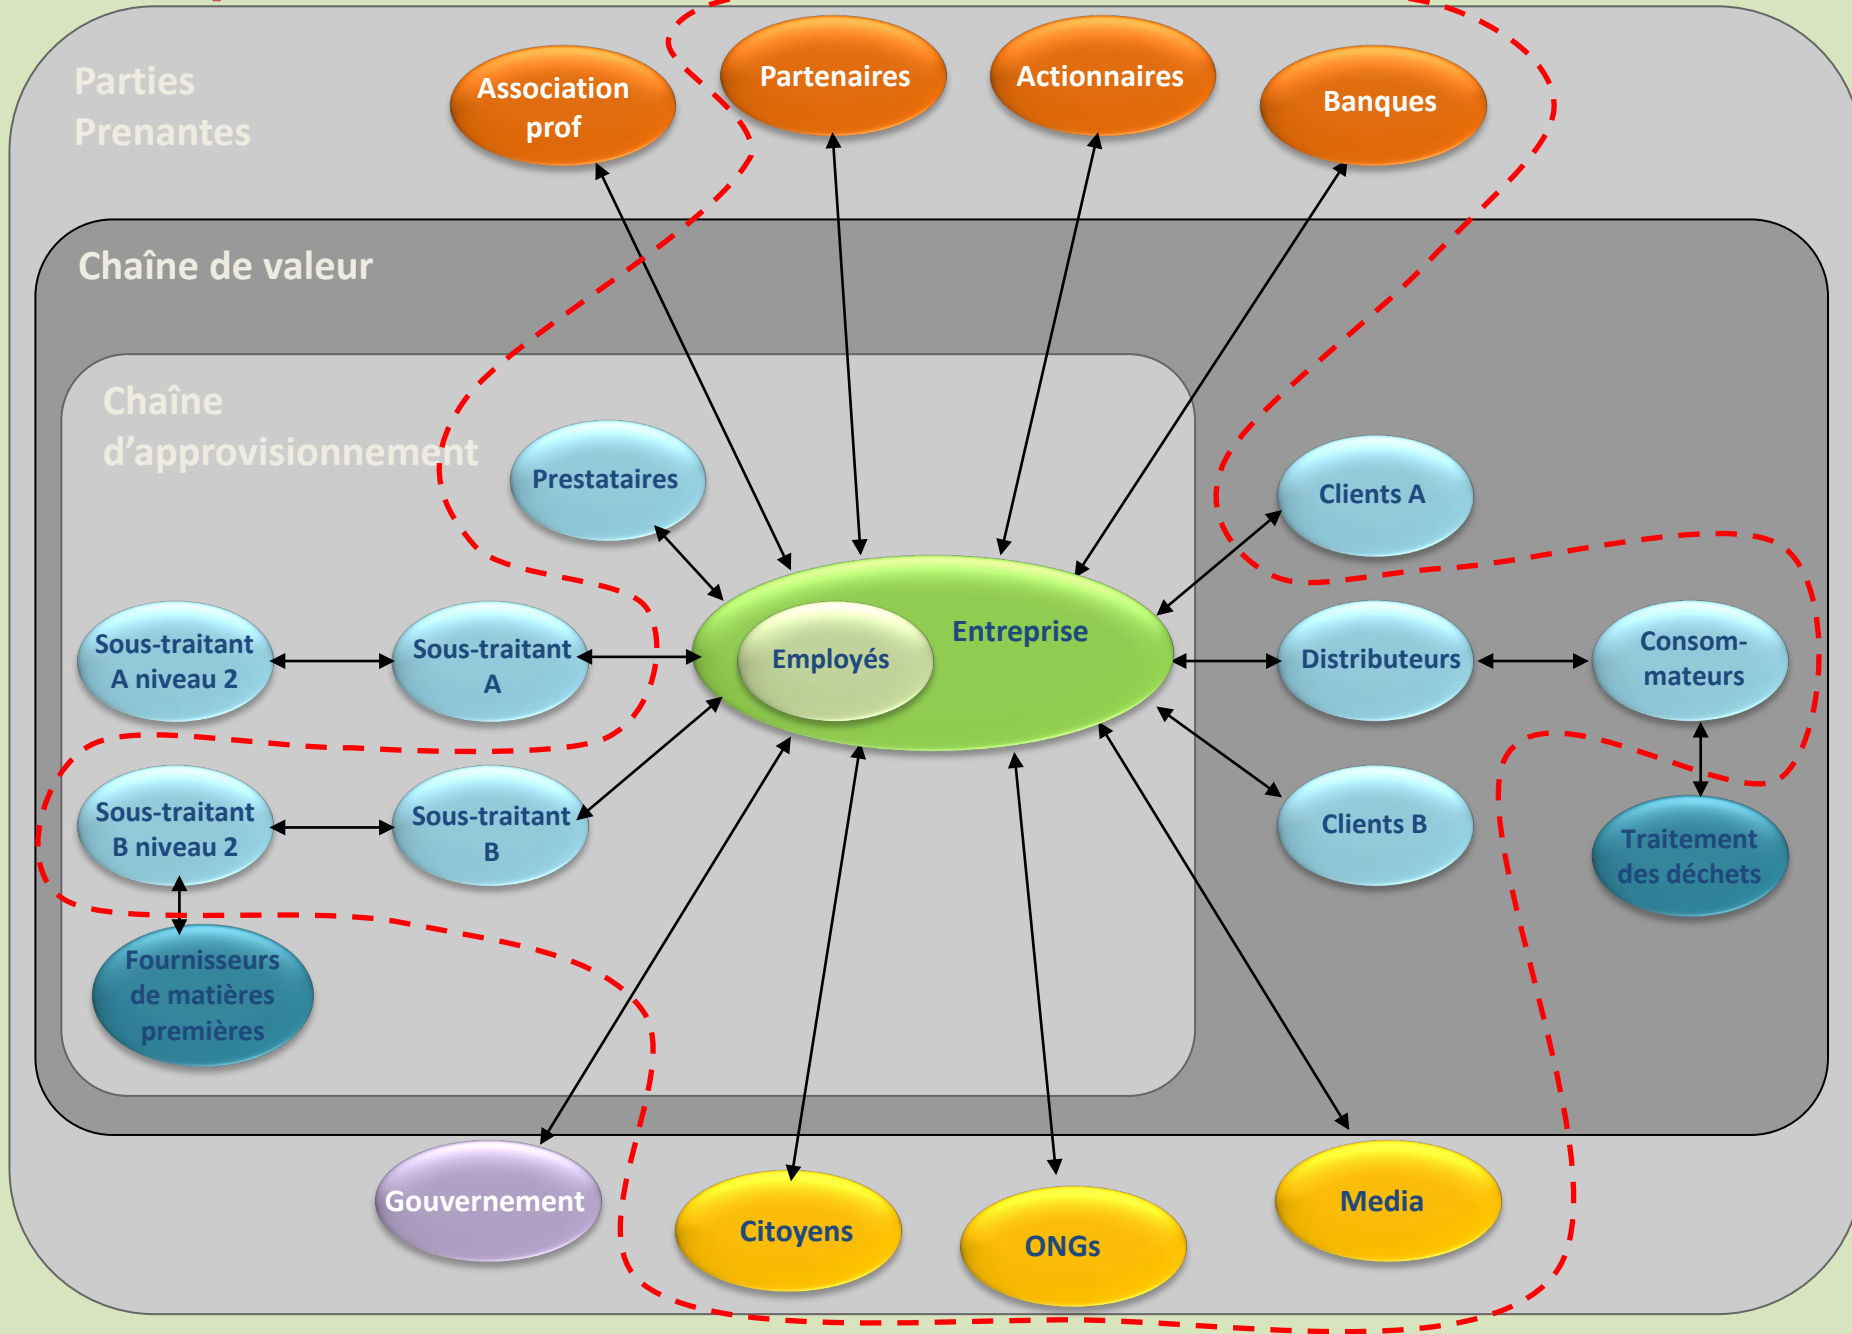 Parties
Prenantes
Association
prof
Partenaires
Actionnaires
Banques
Chaîne de valeur
Chaîne
d’approvisionnement
Prestataires
Clients A
Sous-traitant
A niveau 2
Sous-traitant
A
Employés
Entreprise
Distributeurs
Consom-
mateurs
Sous-traitant
B niveau 2
Sous-traitant
B
Clients B
Traitement
des déchets
Fournisseurs
de matières
premières
Gouvernement
Citoyens
ONGs
Media